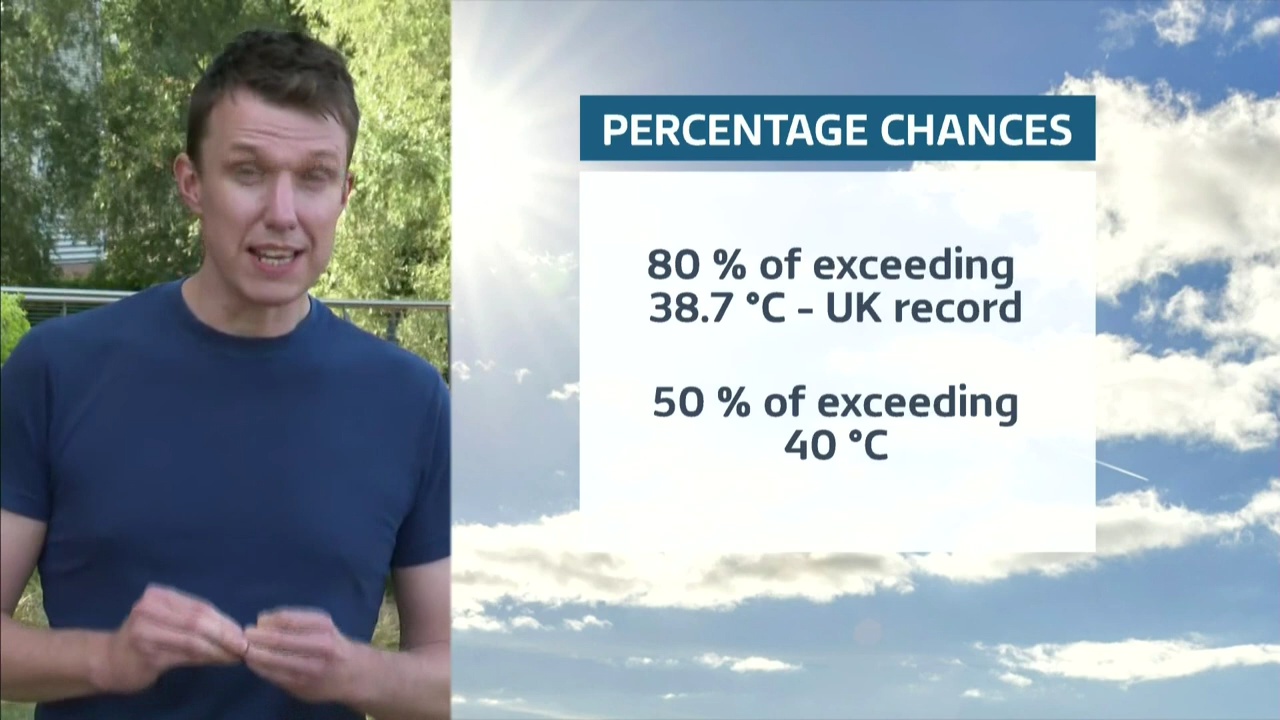 PERCENTAGE CHANCES
80 % of exceeding
38.7 °C - UK record
50 % of exceeding
40 °C